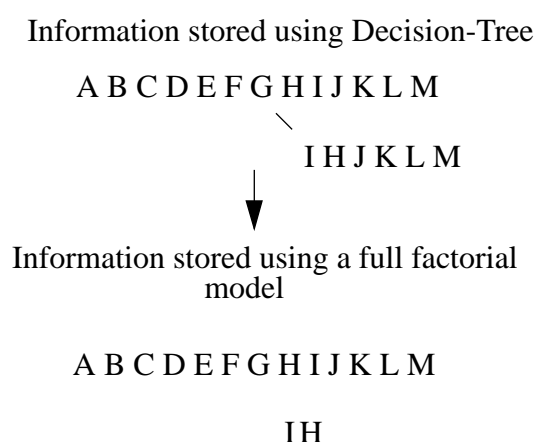 Information stored using Decision-Tree
A B C D E F G H I J K L M
I H J K L M
Information stored using a full factorial
model
A B C D E F G H I J K L M
I H